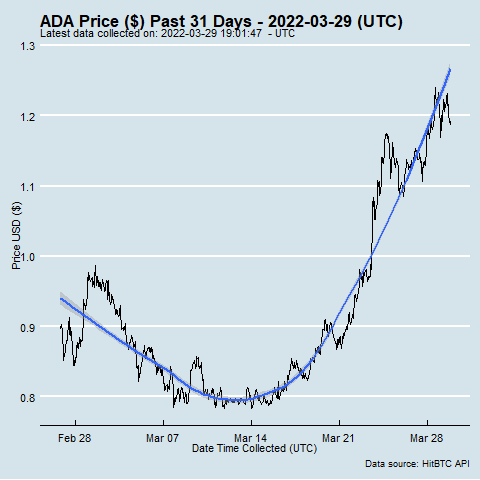 ADA Price ($) Past 31 Days - 2022-03-29 (UTC)
Latest data collected on: 2022-03-29 19:01:47  - UTC
1.3
1.2
1.1
1.0
0.9
0.8
Price USD ($)
Feb 28
Mar 07
Mar 14
Mar 21
Mar 28
Date Time Collected (UTC)
Data source: HitBTC API